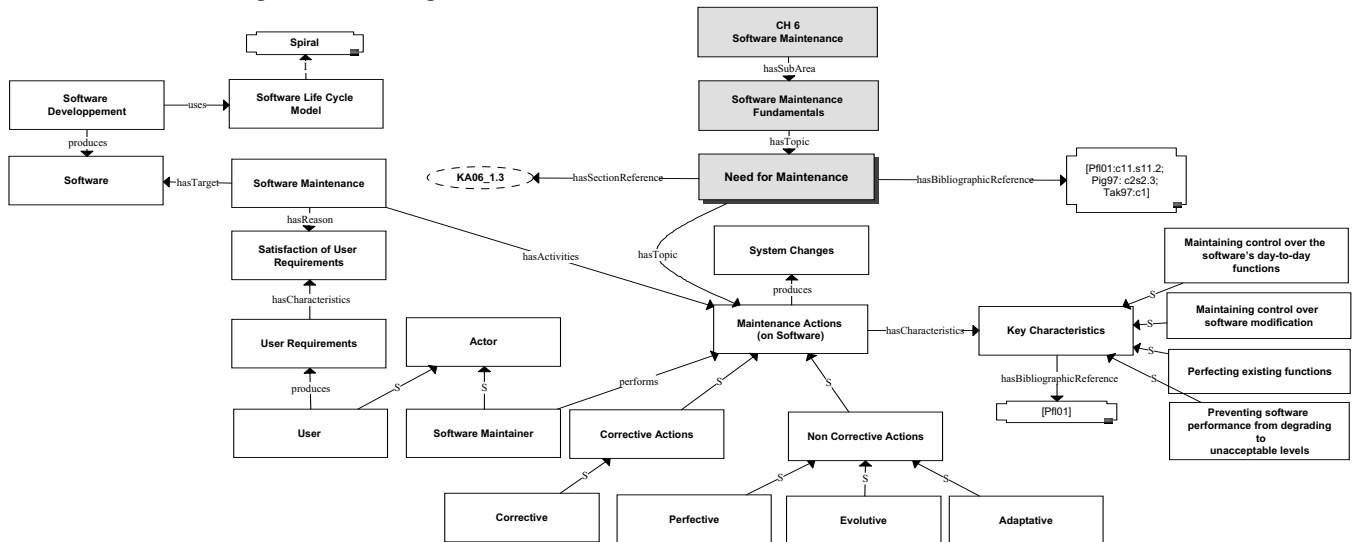 CH 6
Software Maintenance
hasSubArea
Software Maintenance
Fundamentals
hasTopic
Need for Maintenance
hasSectionReference
KA06_1.3
hasBibliographicReference
[Pfl01:c11.s11.2;
Pig97: c2s2.3;
Tak97:c1]
Spiral
I
Software Life Cycle
Model
uses
Software
Developpement
produces
Software
hasTarget
Software Maintenance
hasReason
Satisfaction of User
Requirements
hasCharacteristics
User Requirements
produces
User
S
Actor
S
Software Maintainer
performs
hasActivities
hasTopic
System Changes
produces
Maintenance Actions
(on Software)
hasCharacteristics
Key Characteristics
hasBibliographicReference
[Pfl01]
S
Maintaining control over the
software's day-to-day
functions
S
Maintaining control over
software modification
S
Perfecting existing functions
S
Preventing software
performance from degrading
to
unacceptable levels
S
Corrective Actions
S
Non Corrective Actions
S
Corrective
S
Perfective
S
Evolutive
S
Adaptative